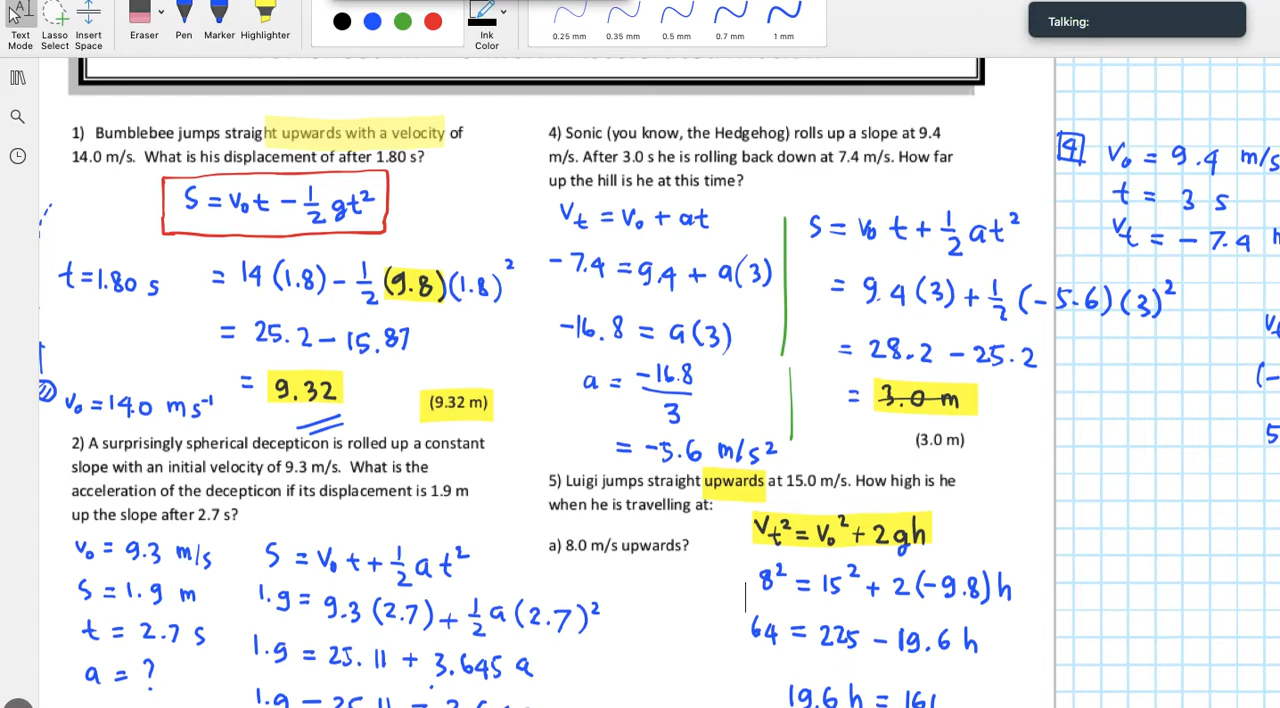 Text Mode
Lasso Select
Insert Space
Eraser
Pen
Marker
Highlighter
Ink Color
0.25 mm
0.35 mm
0.5 mm
0.7 mm
1 mm
Talking:
1) Bumblebee jumps straight upwards with a velocity of
14.0 m/s. What is his displacement of after 1.80 s?
S = V₀t - 1/2 gt²
t = 1.80 s
= 14(1.8) - 1/2 (9.8)(1.8)²
= 25.2 - 15.87
= 9.32
V₀ = 14.0 ms⁻¹
(9.32 m)
2) A surprisingly spherical decepticon is rolled up a constant
slope with an initial velocity of 9.3 m/s. What is the
acceleration of the decepticon if its displacement is 1.9 m
up the slope after 2.7 s?
V₀ = 9.3 m/s
S = 1.9 m
t = 2.7 s
a = ?
S = V₀t + 1/2 at²
1.9 = 9.3(2.7) + 1/2 a(2.7)²
1.9 = 25.11 + 3.645 a
4) Sonic (you know, the Hedgehog) rolls up a slope at 9.4
m/s. After 3.0 s he is rolling back down at 7.4 m/s. How far
up the hill is he at this time?
Vt = V₀ + at
-7.4 = 9.4 + a(3)
-16.8 = a(3)
a = -16.8/3
= -5.6 m/s²
S = V₀ t + 1/2 at²
= 9.4(3) + 1/2 (-5.6)(3)²
= 28.2 - 25.2
= 3.0 m
(3.0 m)
5) Luigi jumps straight upwards at 15.0 m/s. How high is he
when he is travelling at:
a) 8.0 m/s upwards?
Vt² = V₀² + 2gh
8² = 15² + 2(-9.8)h
64 = 225 - 19.6 h
19.6 h = 161
4
V₀ = 9.4 m/s
t = 3 s
Vt = -7.4